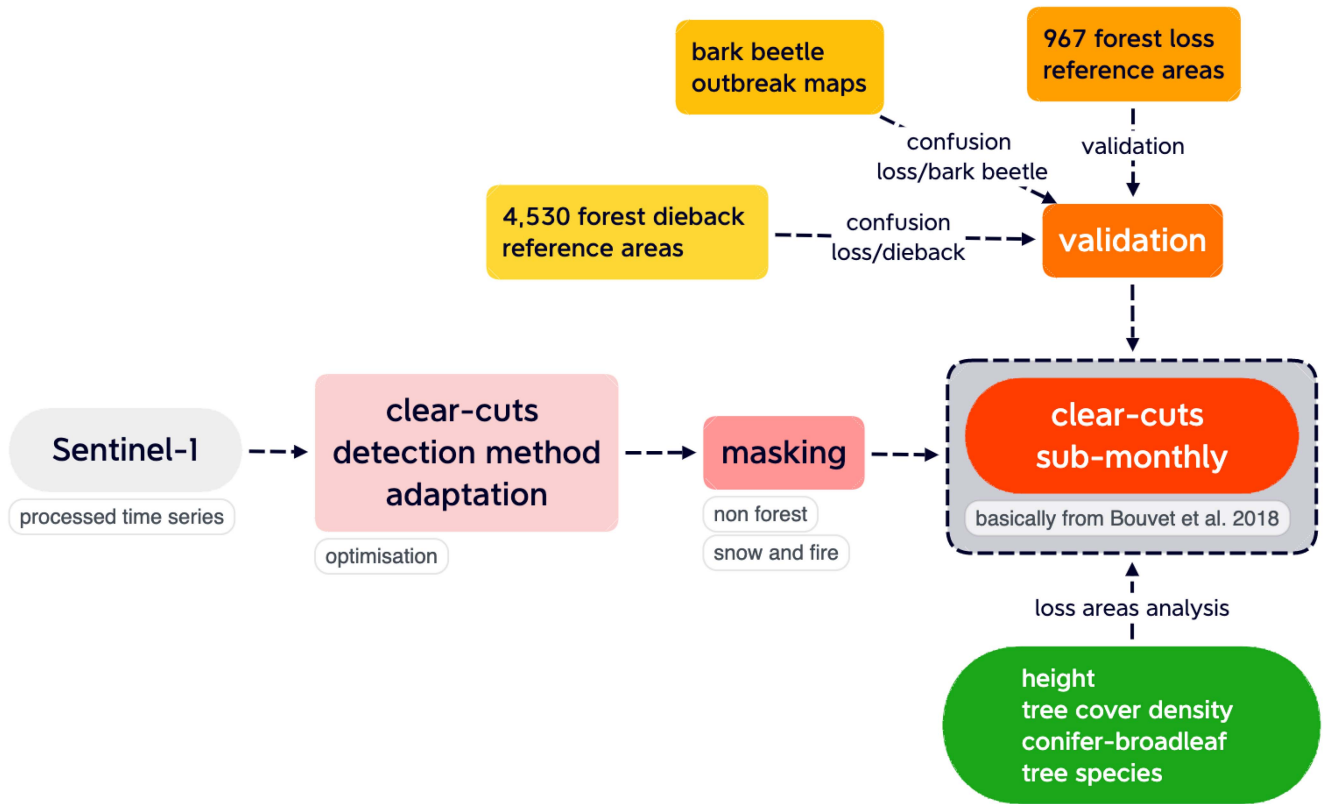 bark beetle
outbreak maps
967 forest loss
reference areas
confusion
loss/bark beetle
validation
4,530 forest dieback
reference areas
confusion
loss/dieback
validation
Sentinel-1
processed time series
clear-cuts
detection method
adaptation
optimisation
masking
non forest
snow and fire
clear-cuts
sub-monthly
basically from Bouvet et al. 2018
loss areas analysis
height
tree cover density
conifer-broadleaf
tree species